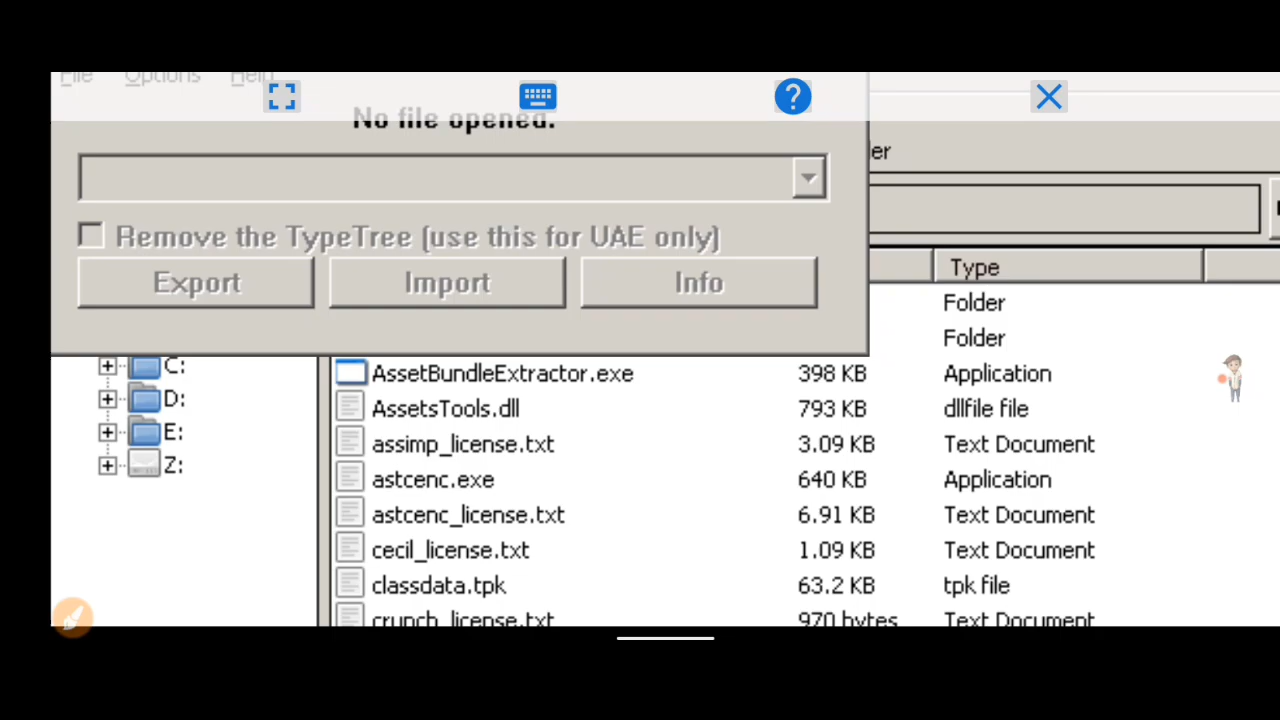 File Options Help
No file opened.
Remove the TypeTree (use this for UAE only)
Export Import Info
er
Type
Folder
Folder
C:
D:
E:
Z:
AssetBundleExtractor.exe 398 KB Application
AssetsTools.dll 793 KB dllfile file
assimp_license.txt 3.09 KB Text Document
astcenc.exe 640 KB Application
astcenc_license.txt 6.91 KB Text Document
cecil_license.txt 1.09 KB Text Document
classdata.tpk 63.2 KB tpk file
crunch_license.txt 970 bytes Text Document